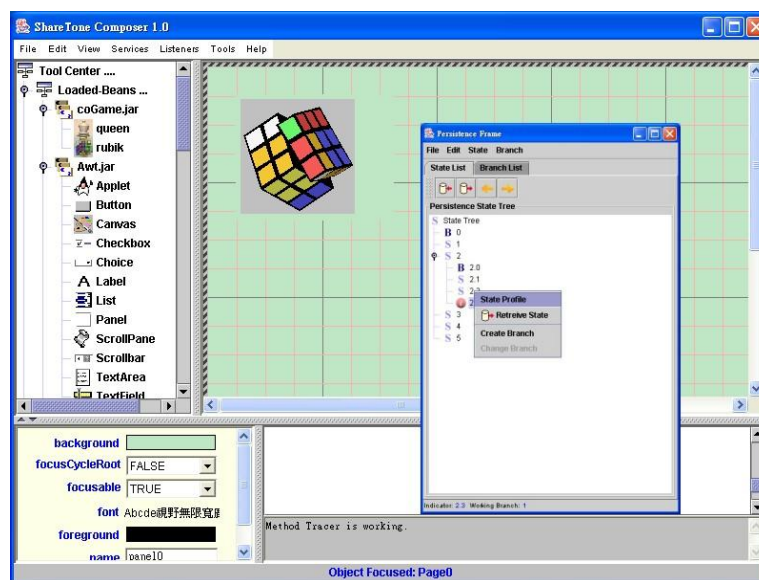 ShareTone Composer 1.0
File Edit View Services Listeners Tools Help
Tool Center ....
Loaded-Beans ...
coGame.jar
queen
rubik
Awt.jar
Applet
Button
Canvas
Checkbox
Choice
Label
List
Panel
ScrollPane
Scrollbar
TextArea
TextField
Persistence Frame
File Edit State Branch
State List Branch List
Persistence State Tree
S State Tree
B 0
S 1
S 2
B 2.0
S 2.1
S 2.2
S 3
S 4
S 5
State Profile
Retreive State
Create Branch
Change Branch
Indicator: 2.3 Working Branch: 1
background
focusCycleRoot FALSE
focusable TRUE
font Abcde視野無限寬
foreground
name panel0
Method Tracer is working.
Object Focused: Page0